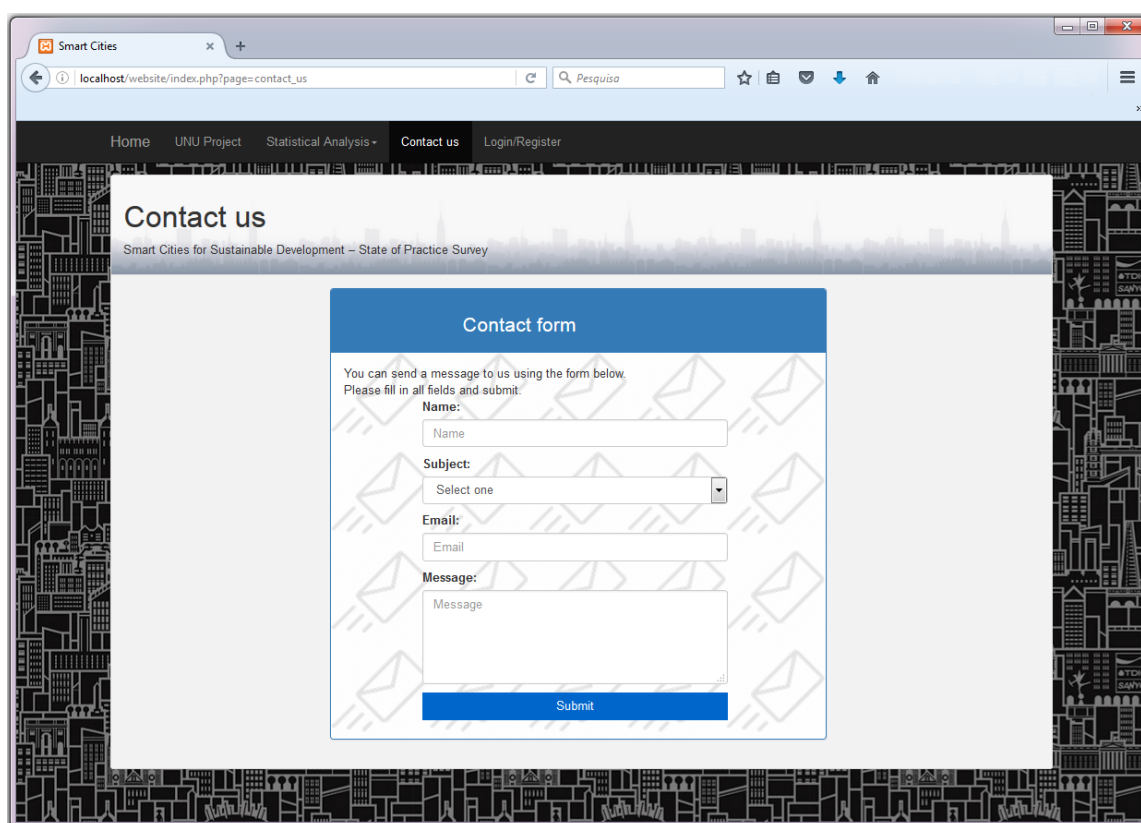 Smart Cities
localhost/website/index.php?page=contact_us
Pesquisa
Home UNU Project Statistical Analysis Contact us Login/Register
Contact us
Smart Cities for Sustainable Development – State of Practice Survey
Contact form
You can send a message to us using the form below.
Please fill in all fields and submit.
Name:
Name
Subject:
Select one
Email:
Email
Message:
Message
Submit
TDK
SANYO